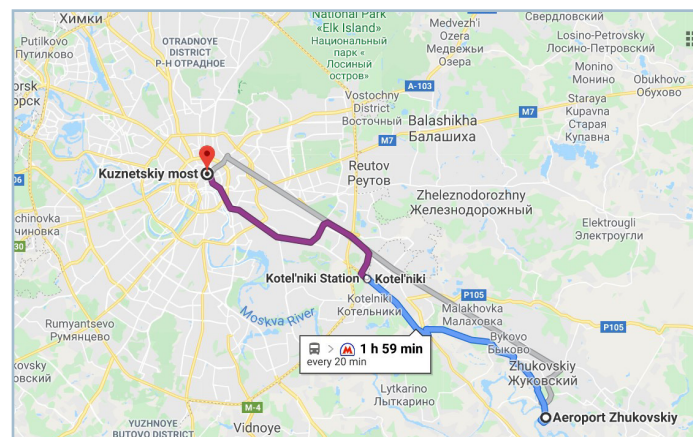 Химки
Putilkovo
Путилково
OTRADNOYE
DISTRICT
Р-Н ОТРАДНОЕ
National Park
«Elk Island»
Национальный
парк «
Лосиный
остров»
Medvezh'i
Ozera
Медвежьи
Озера
Свердловский
Losino-Petrovsky
Лосино-Петровский
Monino
Монино
Obukhovo
Обухово
Staraya
Kupavna
Старая
Купавна
orsk
орск
A-103
Vostochny
District
Восточный
M7
Balashikha
Балашиха
M7
Kuznetskiy most
Reutov
Реутов
Zheleznodorozhny
Железнодорожный
Elektrougli
Электроугли
chinovka
чиновка
Kotel'niki Station
Kotel'niki
Kotelniki
Котельники
P105
Malakhovka
Малаховка
Moskva River
Rumyantsevo
Румянцево
1 h 59 min
every 20 min
Bykovo
Быково
P105
Zhukovskiy
Жуковский
ovsky
овский
Lytkarino
Лыткарино
M-4
YUZHNOYE
BUTOVO DISTRICT
Vidnoye
Aeroport Zhukovskiy